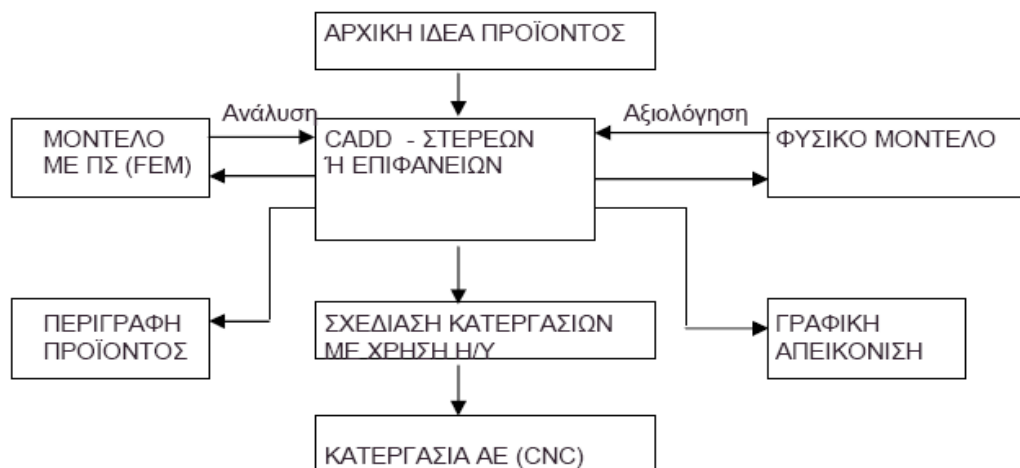 ΑΡΧΙΚΗ ΙΔΕΑ ΠΡΟΪΟΝΤΟΣ
Ανάλυση
Αξιολόγηση
ΜΟΝΤΕΛΟ
ΜΕ ΠΣ (FEM)
CADD - ΣΤΕΡΕΩΝ
Ή ΕΠΙΦΑΝΕΙΩΝ
ΦΥΣΙΚΟ ΜΟΝΤΕΛΟ
ΠΕΡΙΓΡΑΦΗ
ΠΡΟΪΟΝΤΟΣ
ΣΧΕΔΙΑΣΗ ΚΑΤΕΡΓΑΣΙΩΝ
ΜΕ ΧΡΗΣΗ Η/Υ
ΓΡΑΦΙΚΗ
ΑΠΕΙΚΟΝΙΣΗ
ΚΑΤΕΡΓΑΣΙΑ ΑΕ (CNC)